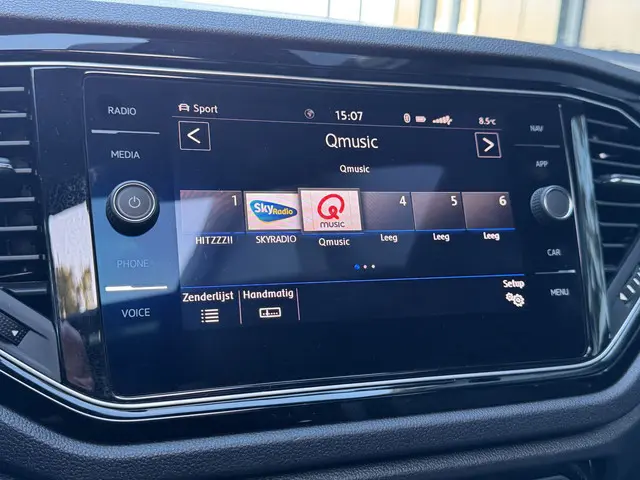 RADIO
MEDIA
PHONE
VOICE
Sport
15:07
8.5°C
<
Qmusic
>
Qmusic
1
Sky Radio
Q music
4
5
6
HITZZZ!!
SKYRADIO
Qmusic
Leeg
Leeg
Leeg
Zenderlijst
Handmatig
Setup
NAV
APP
CAR
MENU